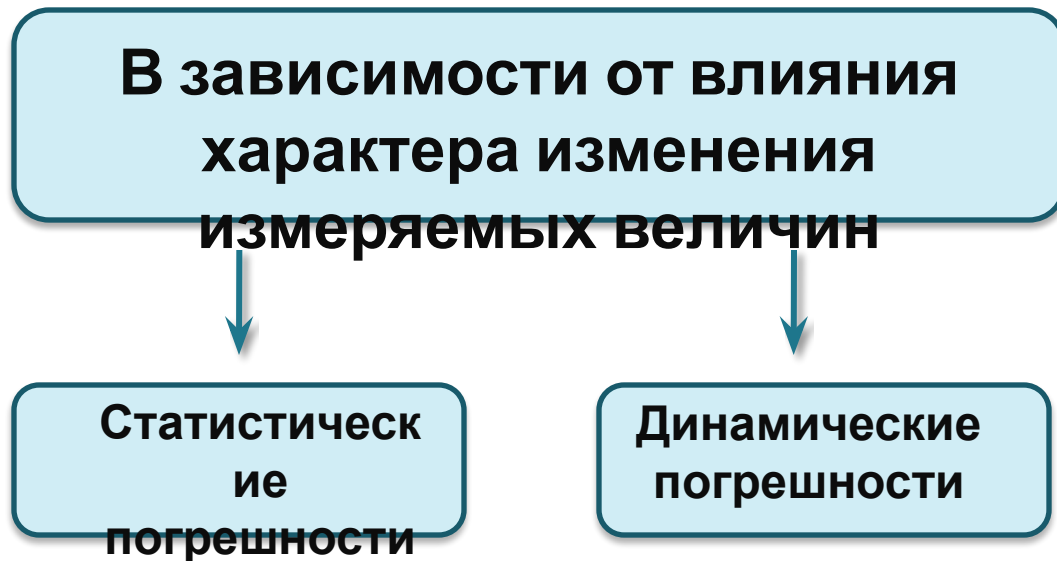 В зависимости от влияния
характера изменения
измеряемых величин
Статистическ
ие
погрешности
Динамические
погрешности